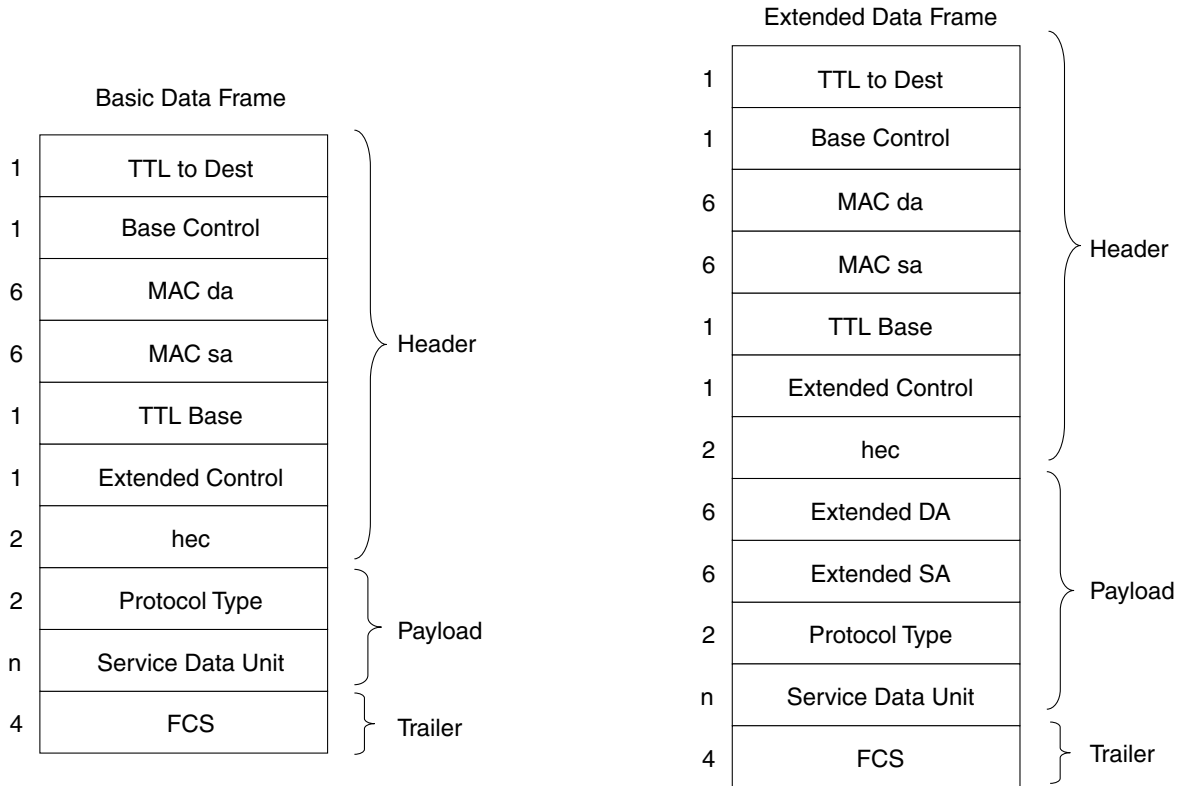 Basic Data Frame
1 TTL to Dest
1 Base Control
6 MAC da
6 MAC sa
1 TTL Base
1 Extended Control
2 hec
2 Protocol Type
n Service Data Unit
4 FCS
Header
Payload
Trailer
Extended Data Frame
1 TTL to Dest
1 Base Control
6 MAC da
6 MAC sa
1 TTL Base
1 Extended Control
2 hec
6 Extended DA
6 Extended SA
2 Protocol Type
n Service Data Unit
4 FCS
Header
Payload
Trailer